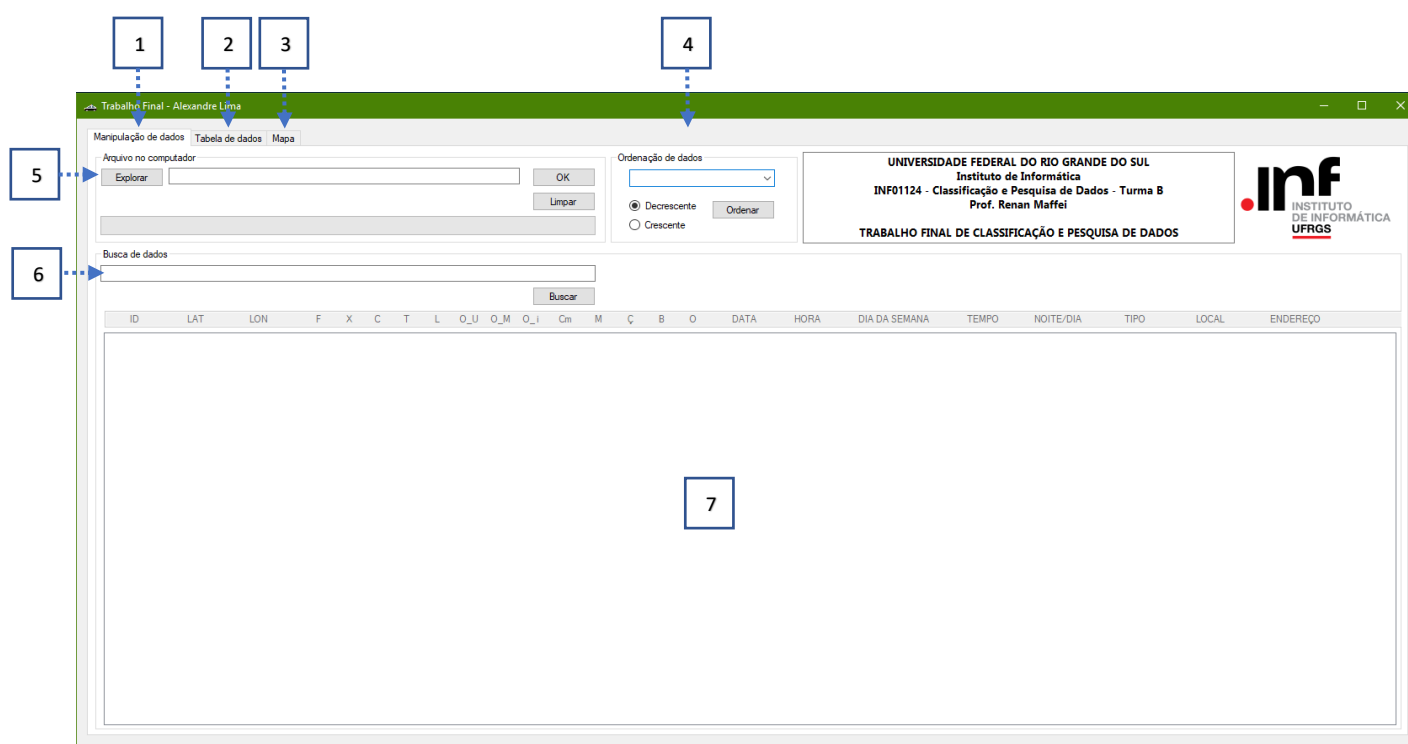 1
2
3
4
Trabalho Final - Alexandre Lima
Manipulação de dados
Tabela de dados
Mapa
5
Arquivo no computador
Explorar
OK
Limpar
Ordenação de dados
Decrescente
Crescente
Ordenar
UNIVERSIDADE FEDERAL DO RIO GRANDE DO SUL
Instituto de Informática
INF01124 - Classificação e Pesquisa de Dados - Turma B
Prof. Renan Maffei
TRABALHO FINAL DE CLASSIFICAÇÃO E PESQUISA DE DADOS
.inf
INSTITUTO
DE INFORMÁTICA
UFRGS
6
Busca de dados
Buscar
ID LAT LON F X C T L O_U O_M O_i Cm M Ç B O DATA HORA DIA DA SEMANA TEMPO NOITE/DIA TIPO LOCAL ENDEREÇO
7